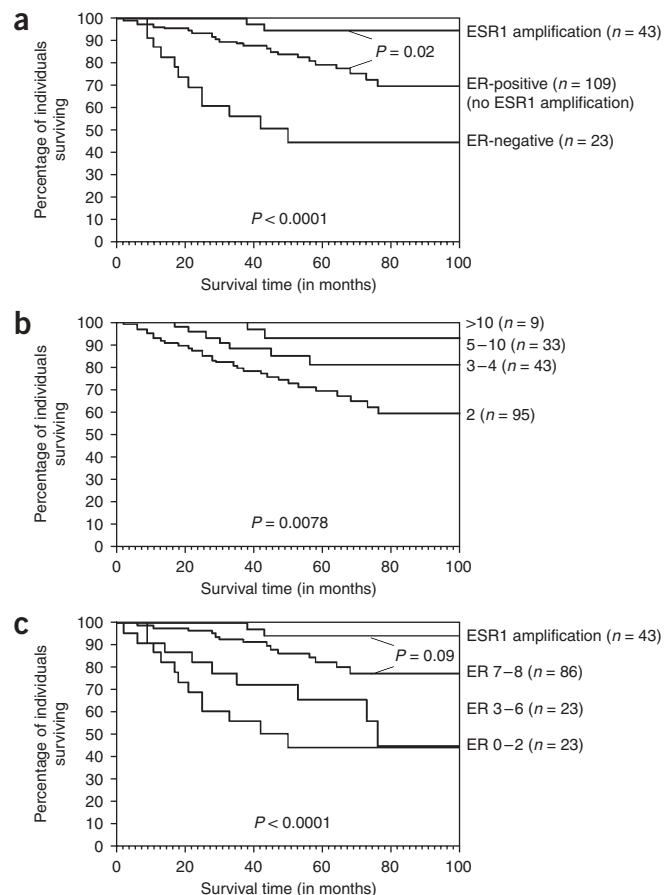 a
100
90
80
70
60
50
40
30
20
10
0
Percentage of individuals
surviving
P = 0.02
P < 0.0001
ESR1 amplification (n = 43)
ER-positive (n = 109)
(no ESR1 amplification)
ER-negative (n = 23)
0 20 40 60 80 100
Survival time (in months)
b
100
90
80
70
60
50
40
30
20
10
0
Percentage of individuals
surviving
P = 0.0078
>10 (n = 9)
5–10 (n = 33)
3–4 (n = 43)
2 (n = 95)
0 20 40 60 80 100
Survival time (in months)
c
100
90
80
70
60
50
40
30
20
10
0
Percentage of individuals
surviving
P = 0.09
P < 0.0001
ESR1 amplification (n = 43)
ER 7–8 (n = 86)
ER 3–6 (n = 23)
ER 0–2 (n = 23)
0 20 40 60 80 100
Survival time (in months)